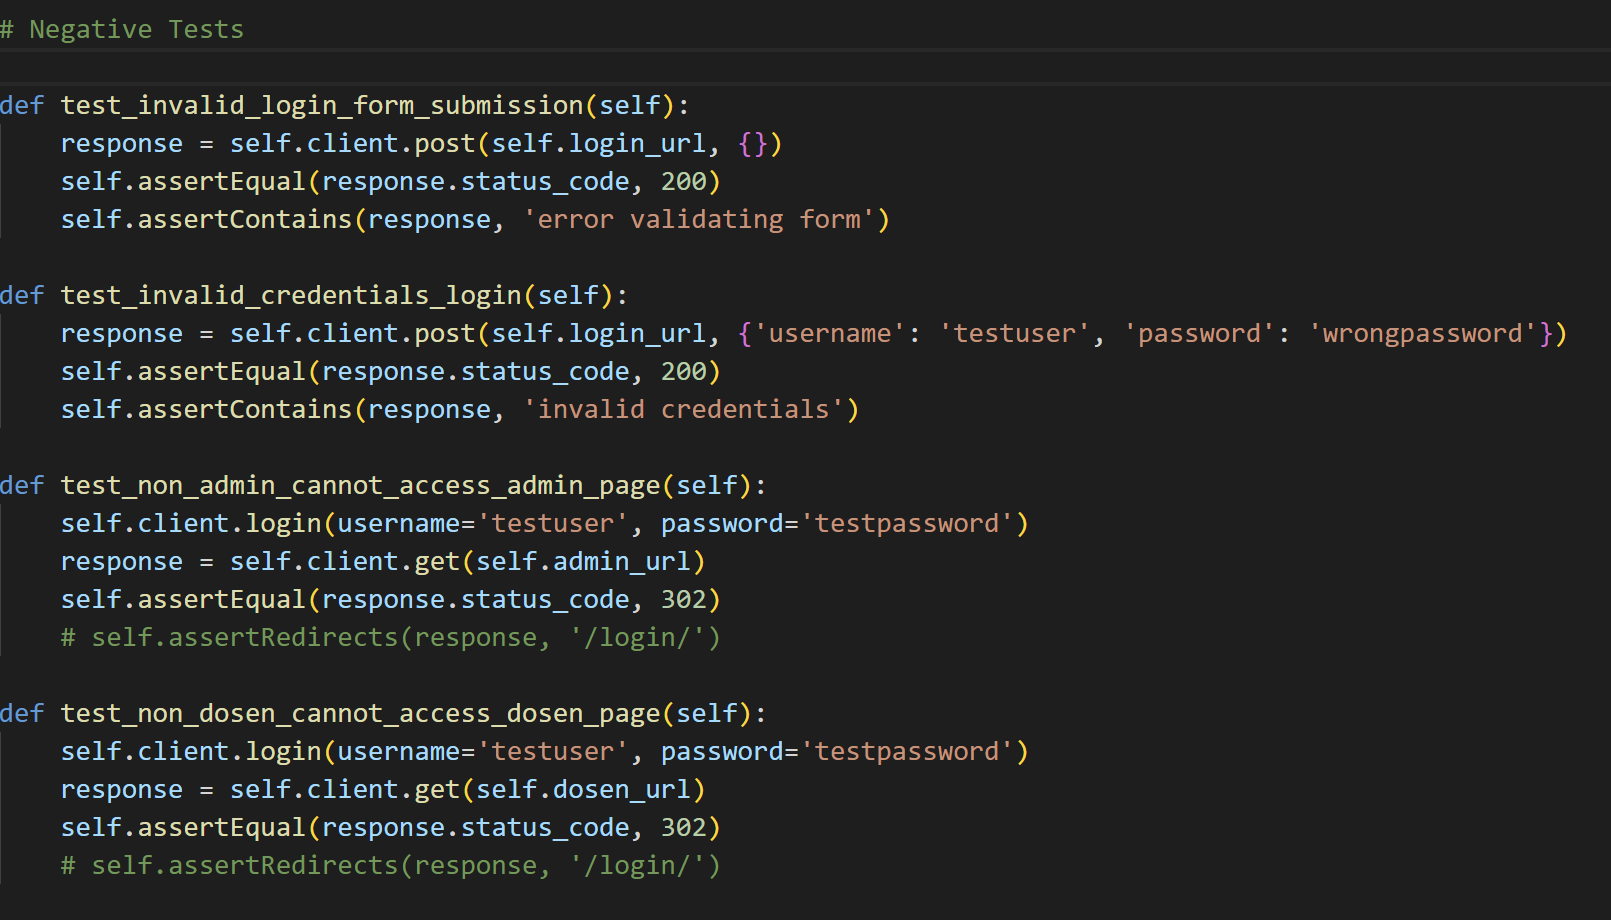 # Negative Tests
def test_invalid_login_form_submission(self):
response = self.client.post(self.login_url, {})
self.assertEqual(response.status_code, 200)
self.assertContains(response, 'error validating form')
def test_invalid_credentials_login(self):
response = self.client.post(self.login_url, {'username': 'testuser', 'password': 'wrongpassword'})
self.assertEqual(response.status_code, 200)
self.assertContains(response, 'invalid credentials')
def test_non_admin_cannot_access_admin_page(self):
self.client.login(username='testuser', password='testpassword')
response = self.client.get(self.admin_url)
self.assertEqual(response.status_code, 302)
# self.assertRedirects(response, '/login/')
def test_non_dosen_cannot_access_dosen_page(self):
self.client.login(username='testuser', password='testpassword')
response = self.client.get(self.dosen_url)
self.assertEqual(response.status_code, 302)
# self.assertRedirects(response, '/login/')